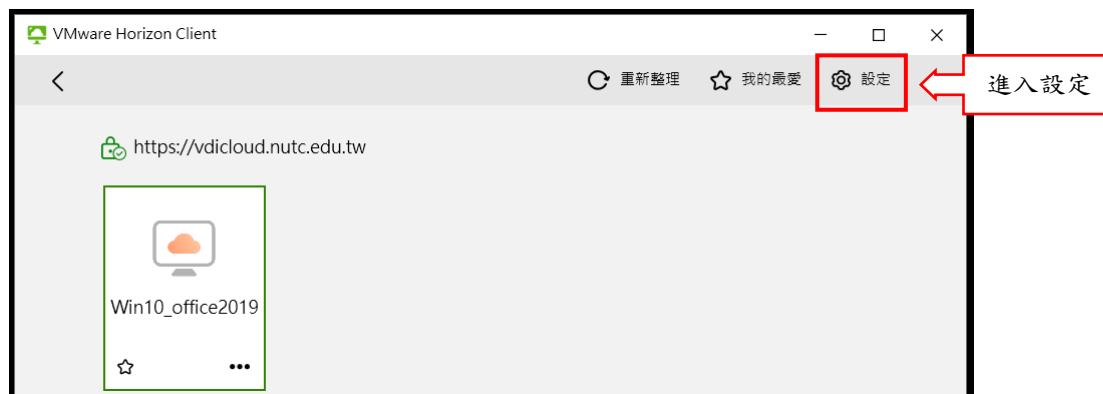 VMware Horizon Client
重新整理 我的最愛 設定
進入設定
https://vdicloud.nutc.edu.tw
Win10_office2019